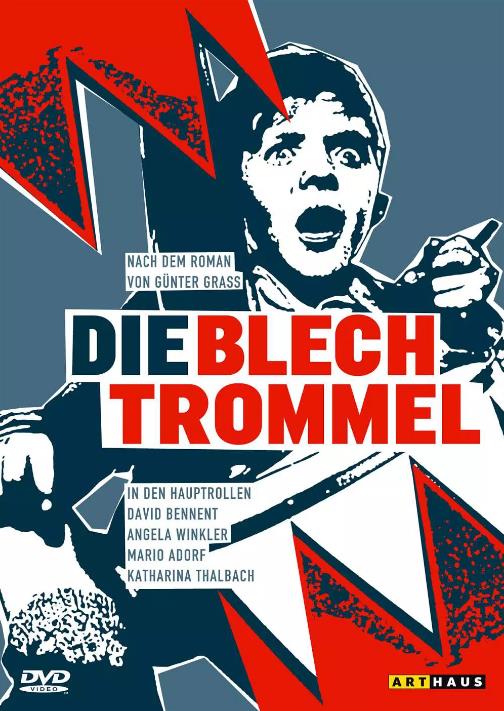 NACH DEM ROMAN
VON GÜNTER GRASS
DIE BLECH
TROMMEL
IN DEN HAUPTROLLEN
DAVID BENNENT
ANGELA WINKLER
MARIO ADORF
KATHARINA THALBACH
DVD
VIDEO
ARTHAUS